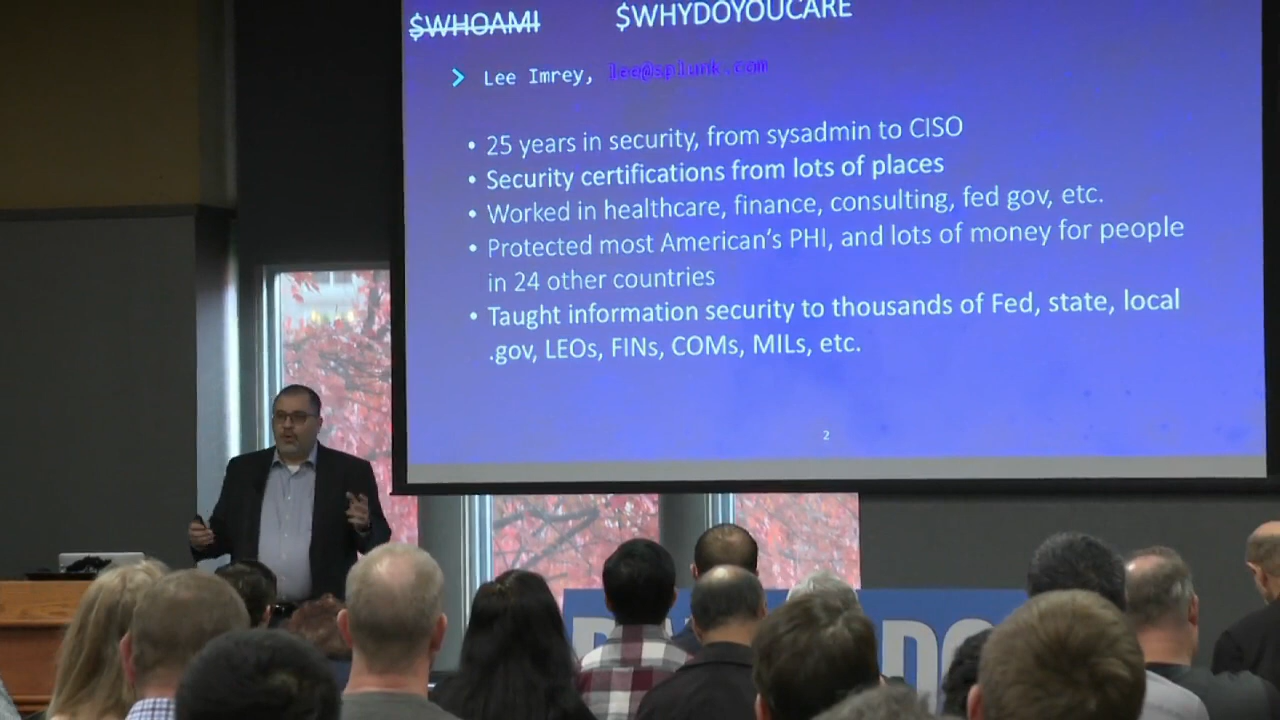 $WHOAMI $WHYDOYOUCARE
Lee Imrey, lee@splunk.com
• 25 years in security, from sysadmin to CISO
• Security certifications from lots of places
• Worked in healthcare, finance, consulting, fed gov, etc.
• Protected most American's PHI, and lots of money for people
in 24 other countries
• Taught information security to thousands of Fed, state, local
.gov, LEOs, FINs, COMs, MILs, etc.
2